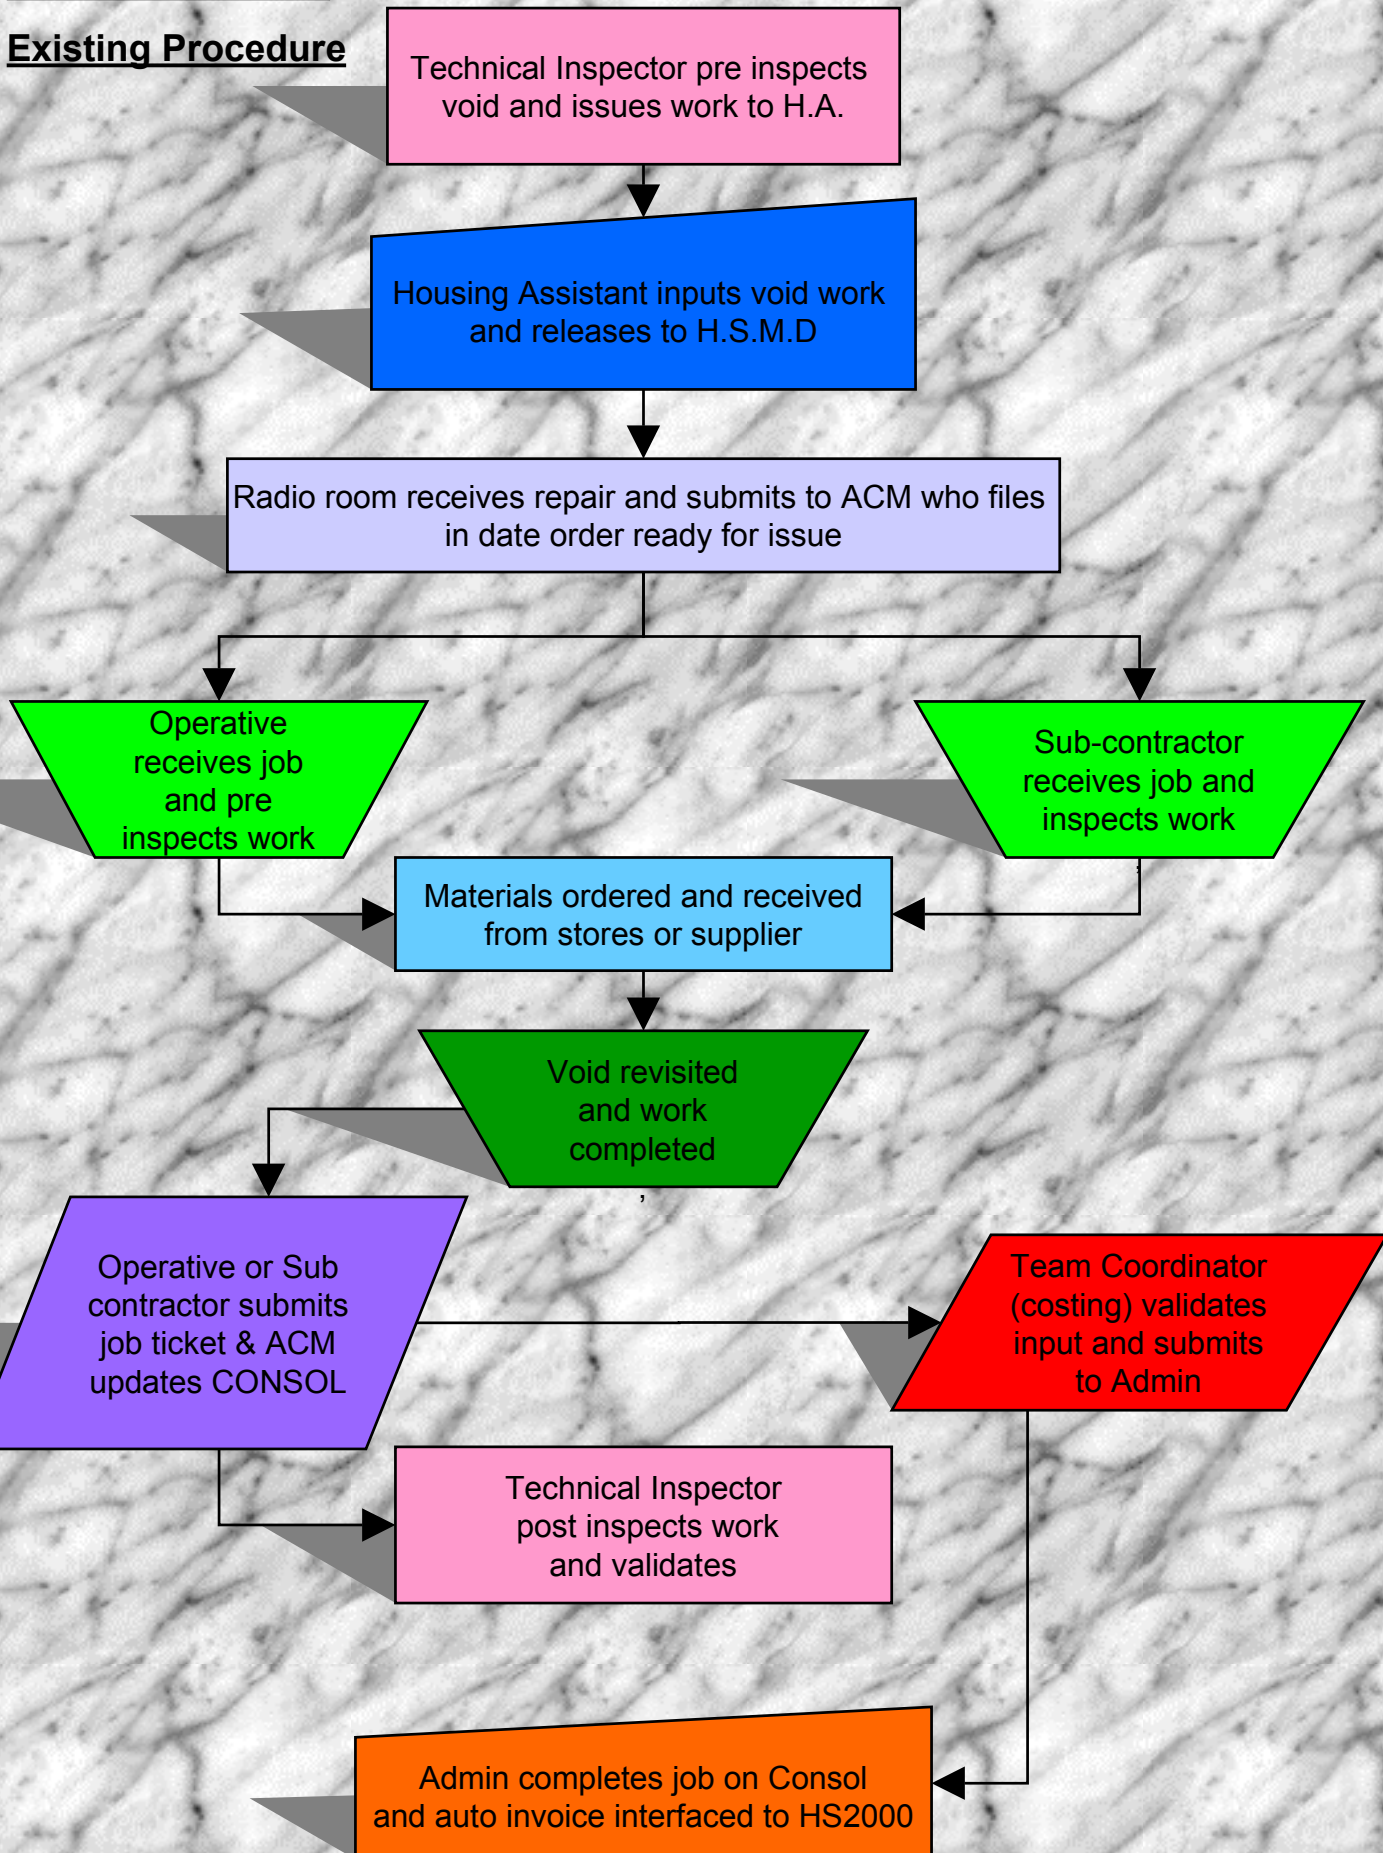 Existing Procedure
Technical Inspector pre inspects
void and issues work to H.A.
Housing Assistant inputs void work
and releases to H.S.M.D
Radio room receives repair and submits to ACM who files
in date order ready for issue
Operative
receives job
and pre
inspects work
Sub-contractor
receives job and
inspects work
,
Materials ordered and received
from stores or supplier
Void revisited
and work
completed
,
Operative or Sub
contractor submits
job ticket & ACM
updates CONSOL
Team Coordinator
(costing) validates
input and submits
to Admin
Technical Inspector
post inspects work
and validates
Admin completes job on Consol
and auto invoice interfaced to HS2000